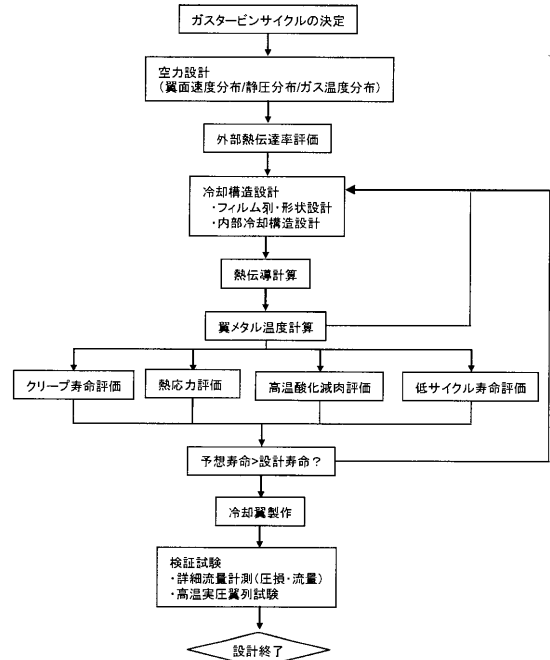 ガスタービンサイクルの決定
空力設計
(翼面速度分布/静圧分布/ガス温度分布)
外部熱伝達率評価
冷却構造設計
・フィルム列・形状設計
・内部冷却構造設計
熱伝導計算
翼メタル温度計算
クリープ寿命評価
熱応力評価
高温酸化減肉評価
低サイクル寿命評価
予想寿命>設計寿命？
冷却翼製作
検証試験
・詳細流量計測(圧損・流量)
・高温実圧翼列試験
設計終了